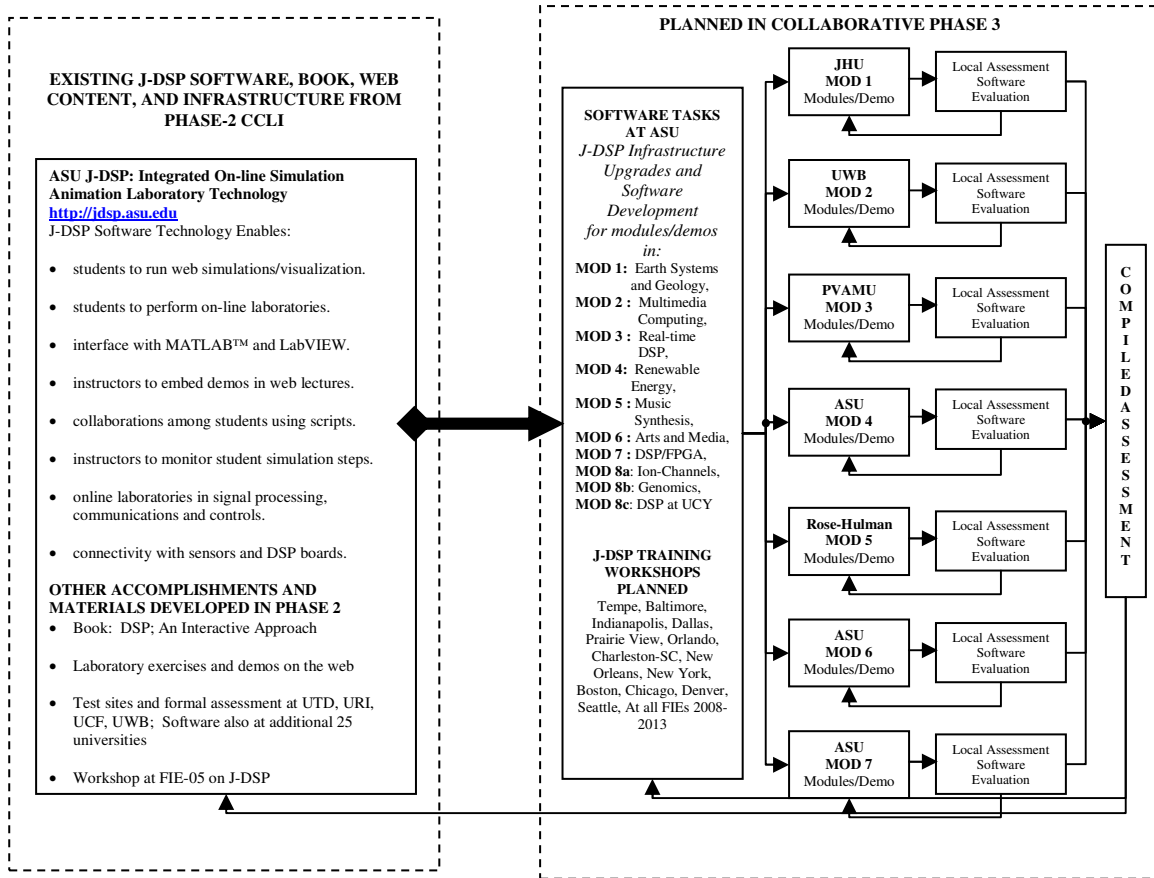 EXISTING J-DSP SOFTWARE, BOOK, WEB
CONTENT, AND INFRASTRUCTURE FROM
PHASE-2 CCLI
ASU J-DSP: Integrated On-line Simulation
Animation Laboratory Technology
http://jdsp.asu.edu
J-DSP Software Technology Enables:
• students to run web simulations/visualization.
• students to perform on-line laboratories.
• interface with MATLAB™ and LabVIEW.
• instructors to embed demos in web lectures.
• collaborations among students using scripts.
• instructors to monitor student simulation steps.
• online laboratories in signal processing,
communications and controls.
• connectivity with sensors and DSP boards.
OTHER ACCOMPLISHMENTS AND
MATERIALS DEVELOPED IN PHASE 2
• Book: DSP; An Interactive Approach
• Laboratory exercises and demos on the web
• Test sites and formal assessment at UTD, URI,
UCF, UWB; Software also at additional 25
universities
• Workshop at FIE-05 on J-DSP
PLANNED IN COLLABORATIVE PHASE 3
SOFTWARE TASKS
AT ASU
J-DSP Infrastructure
Upgrades and
Software
Development
for modules/demos
in:
MOD 1: Earth Systems
and Geology,
MOD 2 : Multimedia
Computing,
MOD 3 : Real-time
DSP,
MOD 4: Renewable
Energy,
MOD 5 : Music
Synthesis,
MOD 6 : Arts and Media,
MOD 7 : DSP/FPGA,
MOD 8a: Ion-Channels,
MOD 8b: Genomics,
MOD 8c: DSP at UCY
J-DSP TRAINING
WORKSHOPS
PLANNED
Tempe, Baltimore,
Indianapolis, Dallas,
Prairie View, Orlando,
Charleston-SC, New
Orleans, New York,
Boston, Chicago, Denver,
Seattle, At all FIEs 2008-
2013
JHU
MOD 1
Modules/Demo
Local Assessment
Software
Evaluation
UWB
MOD 2
Modules/Demo
Local Assessment
Software
Evaluation
PVAMU
MOD 3
Modules/Demo
Local Assessment
Software
Evaluation
ASU
MOD 4
Modules/Demo
Local Assessment
Software
Evaluation
Rose-Hulman
MOD 5
Modules/Demo
Local Assessment
Software
Evaluation
ASU
MOD 6
Modules/Demo
Local Assessment
Software
Evaluation
ASU
MOD 7
Modules/Demo
Local Assessment
Software
Evaluation
COMPILEDASSESSMENT